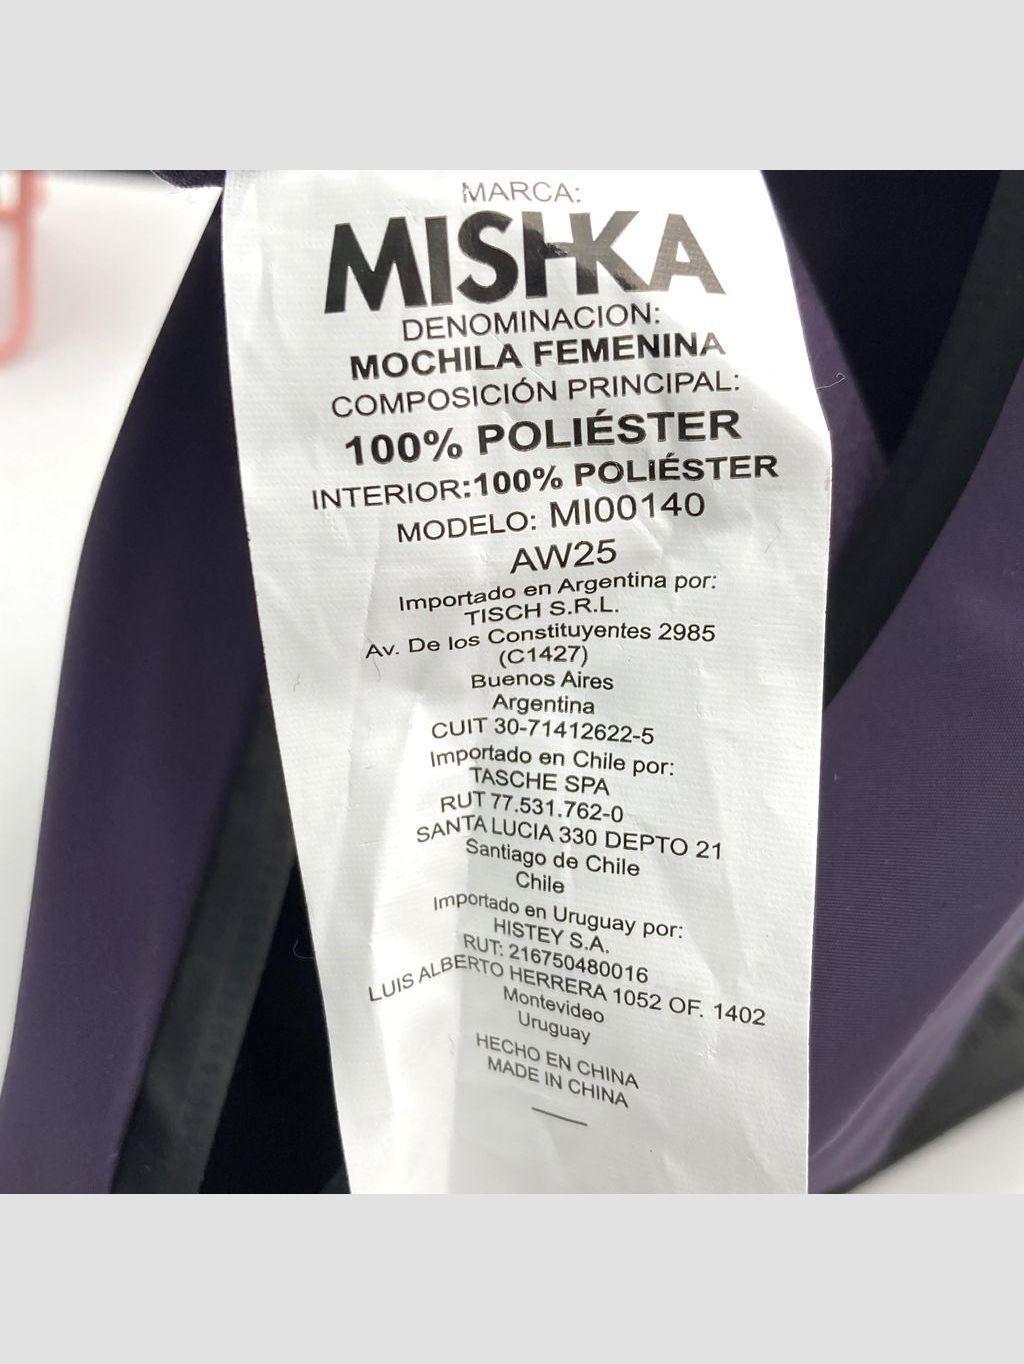 MARCA:
MISHKA
DENOMINACION:
MOCHILA FEMENINA
COMPOSICIÓN PRINCIPAL:
100% POLIÉSTER
INTERIOR:100% POLIÉSTER
MODELO: MI00140
AW25
Importado en Argentina por:
TISCH S.R.L.
Av. De los Constituyentes 2985
(C1427)
Buenos Aires
Argentina
CUIT 30-71412622-5
Importado en Chile por:
TASCHE SPA
RUT 77.531.762-0
SANTA LUCIA 330 DEPTO 21
Santiago de Chile
Chile
Importado en Uruguay por:
HISTEY S.A.
RUT: 216750480016
LUIS ALBERTO HERRERA 1052 OF. 1402
Montevideo
Uruguay
HECHO EN CHINA
MADE IN CHINA